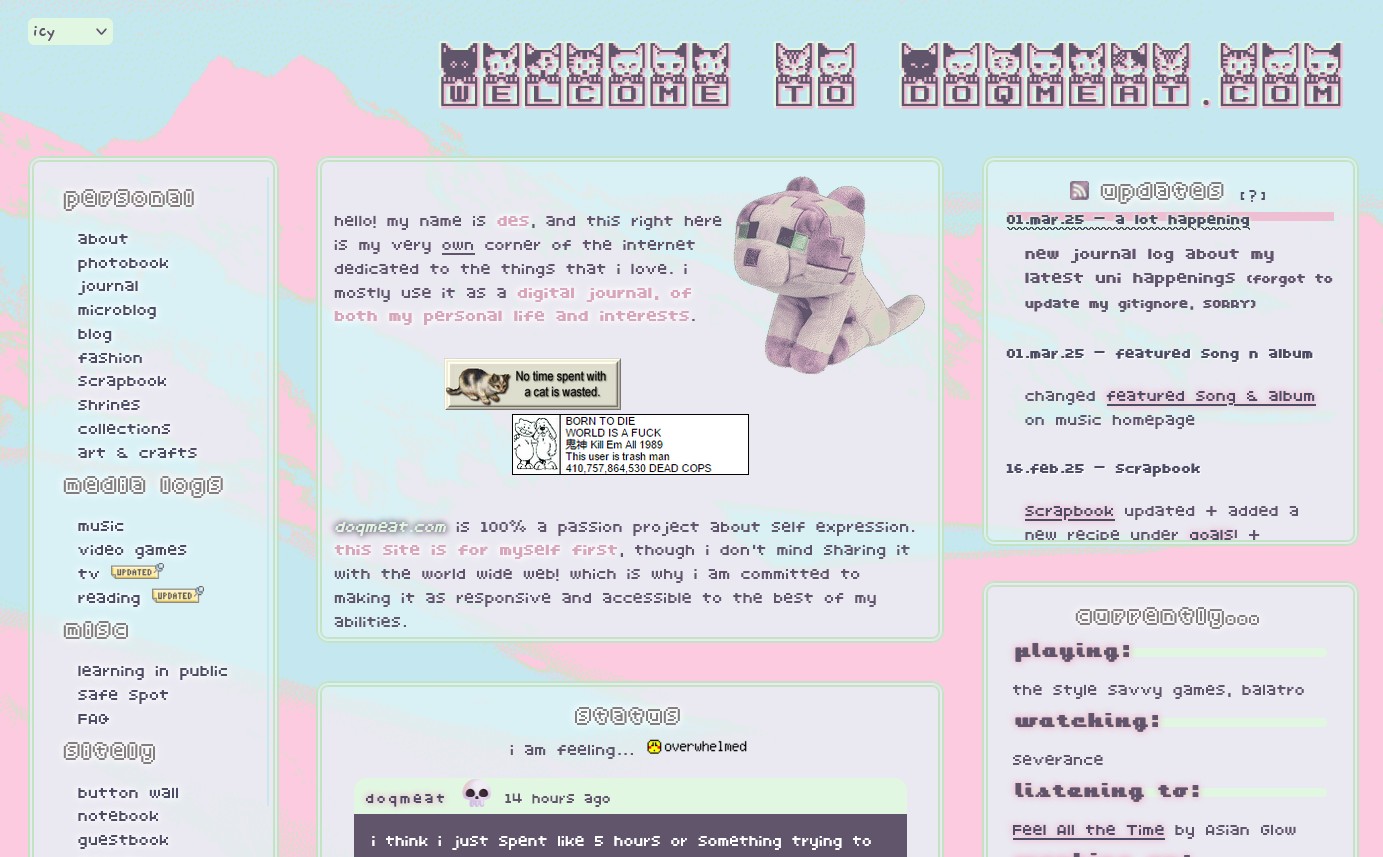 icy
WELCOME TO DOQMEAT.COM
personal
about
photobook
journal
microblog
blog
fashion
scrapbook
shrines
collections
art & crafts
media logs
music
video games
tv UPDATED
reading UPDATED
misc
learning in public
safe spot
FAQ
sitely
button wall
notebook
guestbook
hello! my name is des, and this right here
is my very own corner of the internet
dedicated to the things that i love. i
mostly use it as a digital journal, of
both my personal life and interests.
No time spent with
a cat is wasted.
BORN TO DIE
WORLD IS A FUCK
鬼神 Kill Em All 1989
This user is trash man
410,757,864,530 DEAD COPS
doqmeat.com is 100% a passion project about self expression.
this site is for myself first, though i don't mind sharing it
with the world wide web! which is why i am committed to
making it as responsive and accessible to the best of my
abilities.
status
i am feeling... overwhelmed
doqmeat 14 hours ago
i think i just spent like 5 hours or something trying to
updates [?]
01.mar.25 — a lot happening
new journal log about my
latest uni happenings (forgot to
update my gitignore, SORRY)
01.mar.25 — featured song n album
changed featured song & album
on music homepage
16.feb.25 — scrapbook
scrapbook updated + added a
new recipe under goals! +
currently...
playing:
the style savvy games, balatro
watching:
severance
listening to:
Feel All the Time by Asian Glow